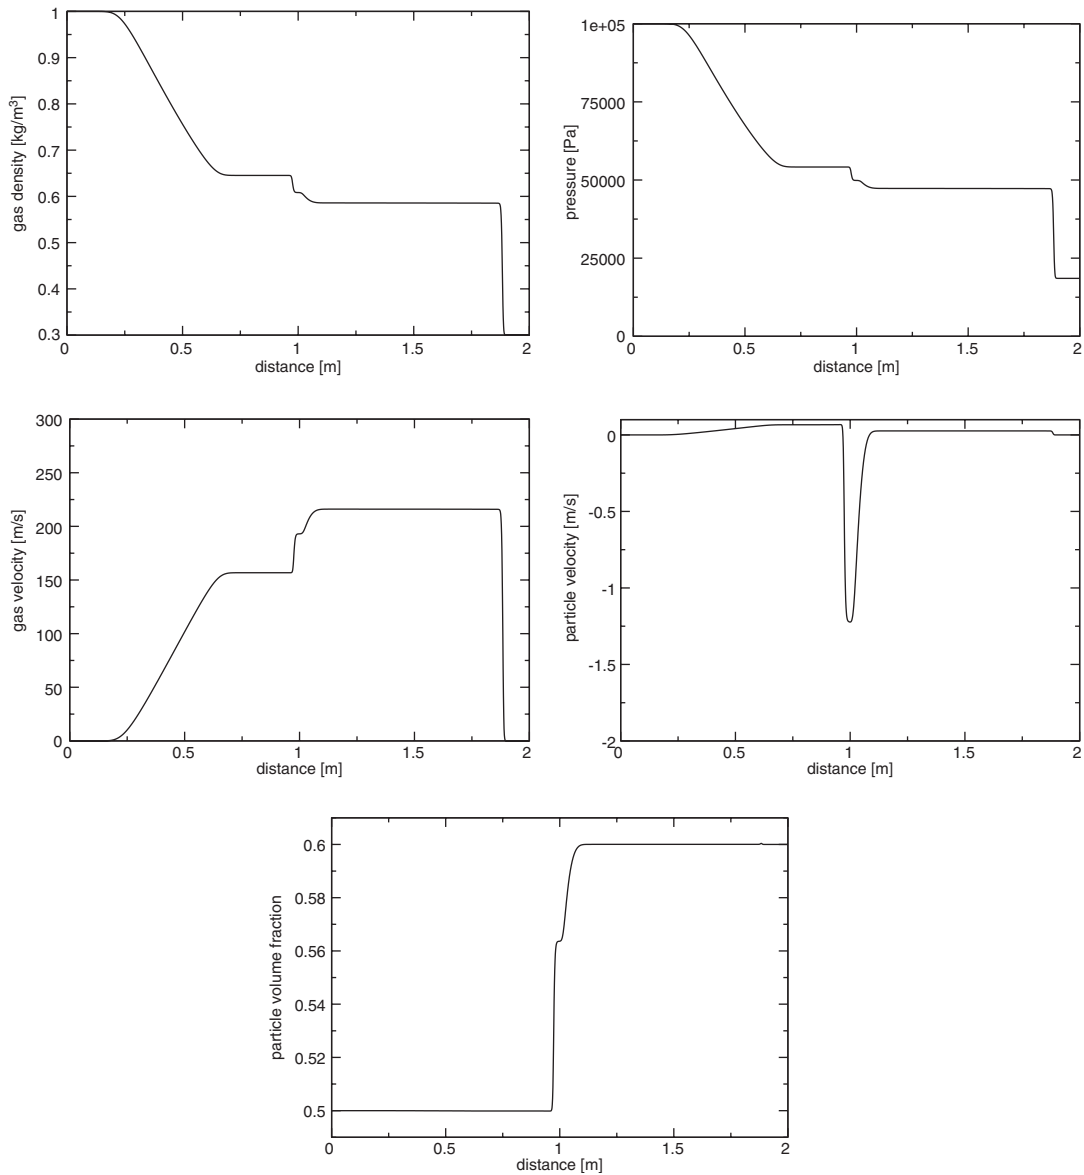 1
0.9
0.8
0.7
0.6
0.5
0.4
0.3
gas density [kg/m³]
0 0.5 1 1.5 2
distance [m]
1e+05
75000
50000
25000
0
pressure [Pa]
0 0.5 1 1.5 2
distance [m]
300
250
200
150
100
50
0
gas velocity [m/s]
0 0.5 1 1.5 2
distance [m]
0
-0.5
-1
-1.5
-2
particle velocity [m/s]
0 0.5 1 1.5 2
distance [m]
0.6
0.58
0.56
0.54
0.52
0.5
particle volume fraction
0 0.5 1 1.5 2
distance [m]